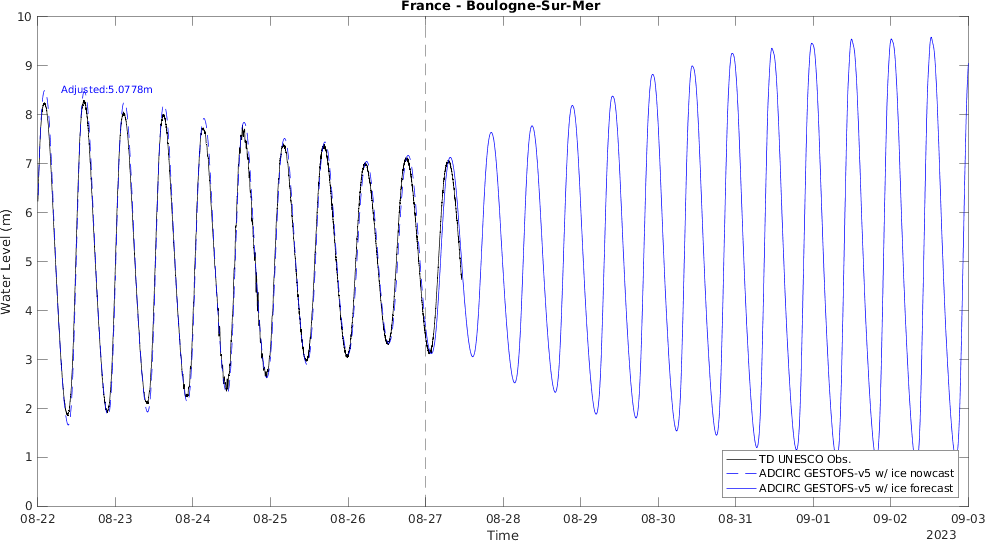 France - Boulogne-Sur-Mer
Adjusted:5.0778m
Water Level (m)
10
9
8
7
6
5
4
3
2
1
0
08-22 08-23 08-24 08-25 08-26 08-27 08-28 08-29 08-30 08-31 09-01 09-02 09-03
Time
2023
TD UNESCO Obs.
ADCIRC GESTOFS-v5 w/ ice nowcast
ADCIRC GESTOFS-v5 w/ ice forecast